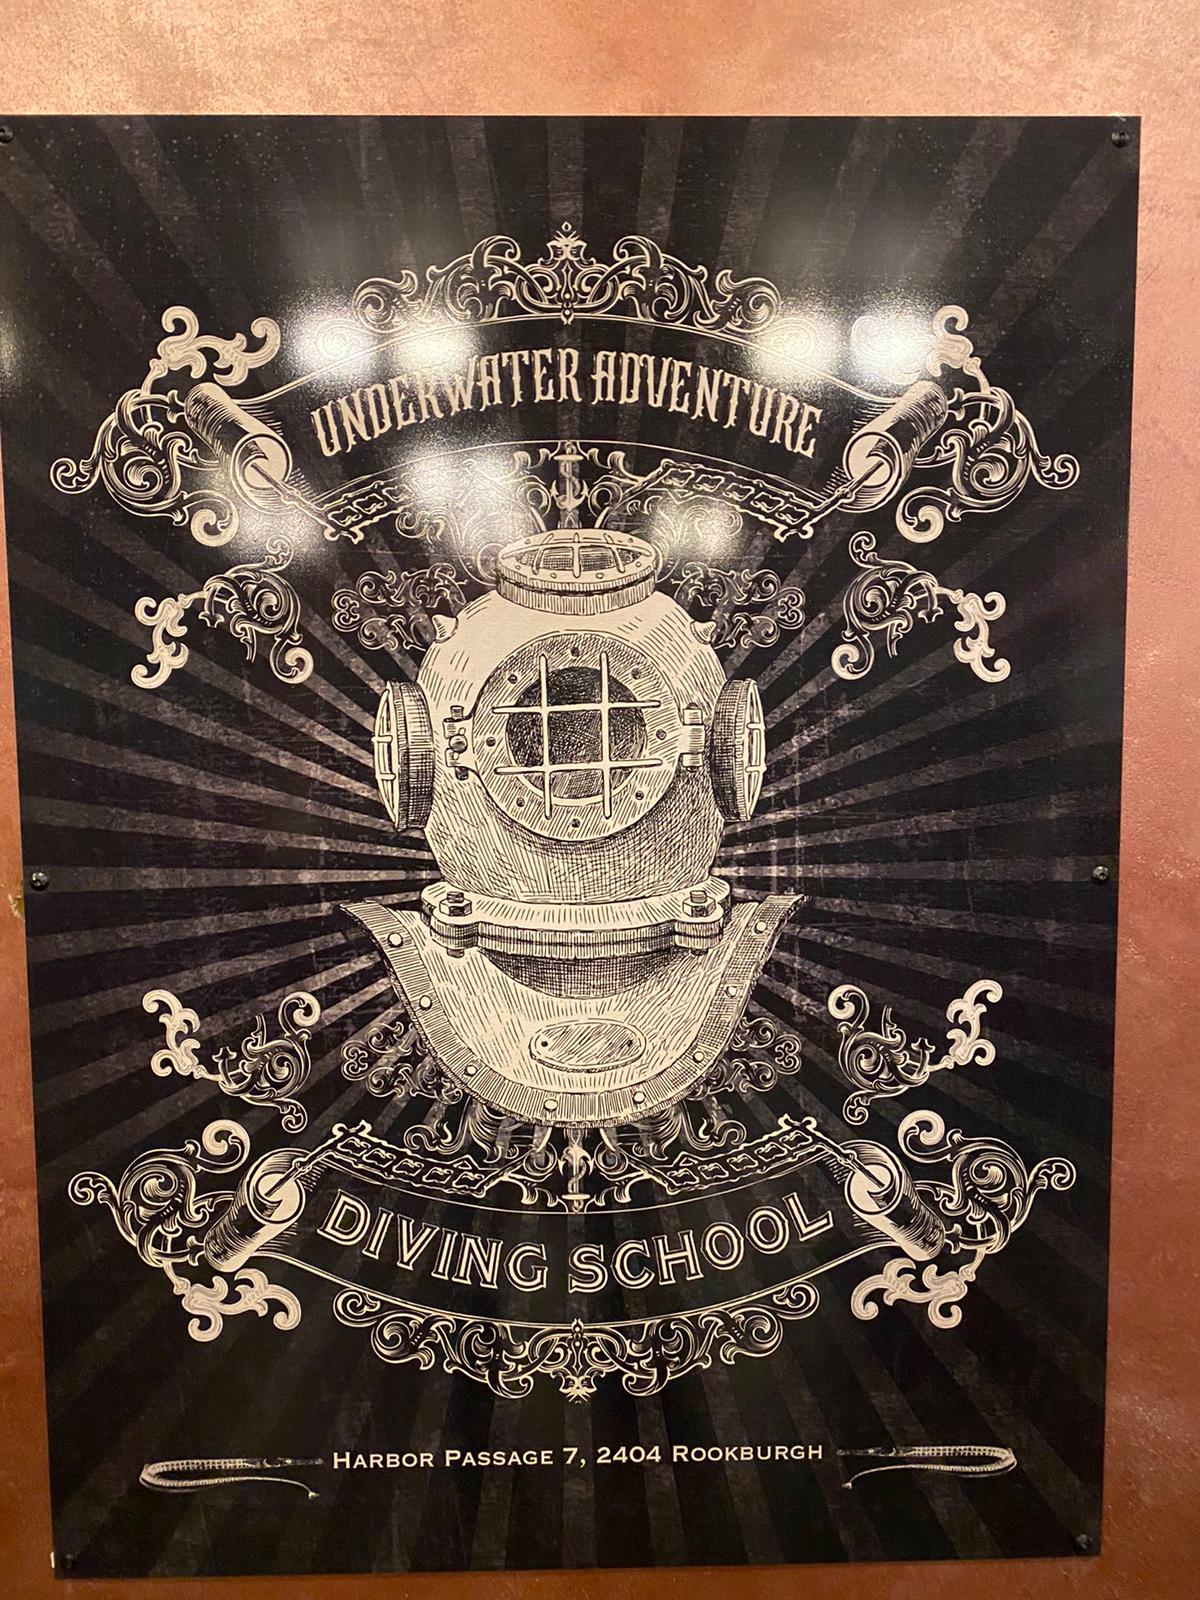 UNDERWATER ADVENTURE
DIVING SCHOOL
HARBOR PASSAGE 7, 2404 ROOKBURGH